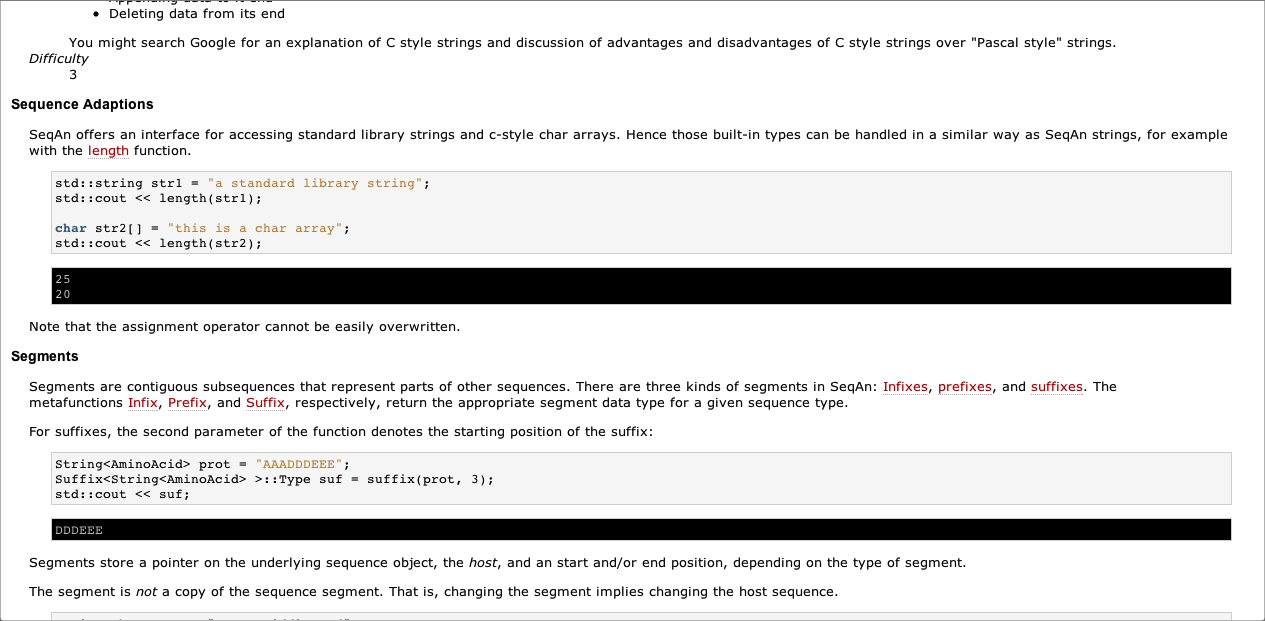 • Deleting data from its end
You might search Google for an explanation of C style strings and discussion of advantages and disadvantages of C style strings over "Pascal style" strings.
Difficulty
3
Sequence Adaptions
SeqAn offers an interface for accessing standard library strings and c-style char arrays. Hence those built-in types can be handled in a similar way as SeqAn strings, for example
with the length function.
std::string str1 = "a standard library string";
std::cout << length(str1);
char str2[] = "this is a char array";
std::cout << length(str2);
25
20
Note that the assignment operator cannot be easily overwritten.
Segments
Segments are contiguous subsequences that represent parts of other sequences. There are three kinds of segments in SeqAn: Infixes, prefixes, and suffixes. The
metafunctions Infix, Prefix, and Suffix, respectively, return the appropriate segment data type for a given sequence type.
For suffixes, the second parameter of the function denotes the starting position of the suffix:
String<AminoAcid> prot = "AAADDDEEE";
Suffix<String<AminoAcid> >::Type suf = suffix(prot, 3);
std::cout << suf;
DDDEEE
Segments store a pointer on the underlying sequence object, the host, and an start and/or end position, depending on the type of segment.
The segment is not a copy of the sequence segment. That is, changing the segment implies changing the host sequence.